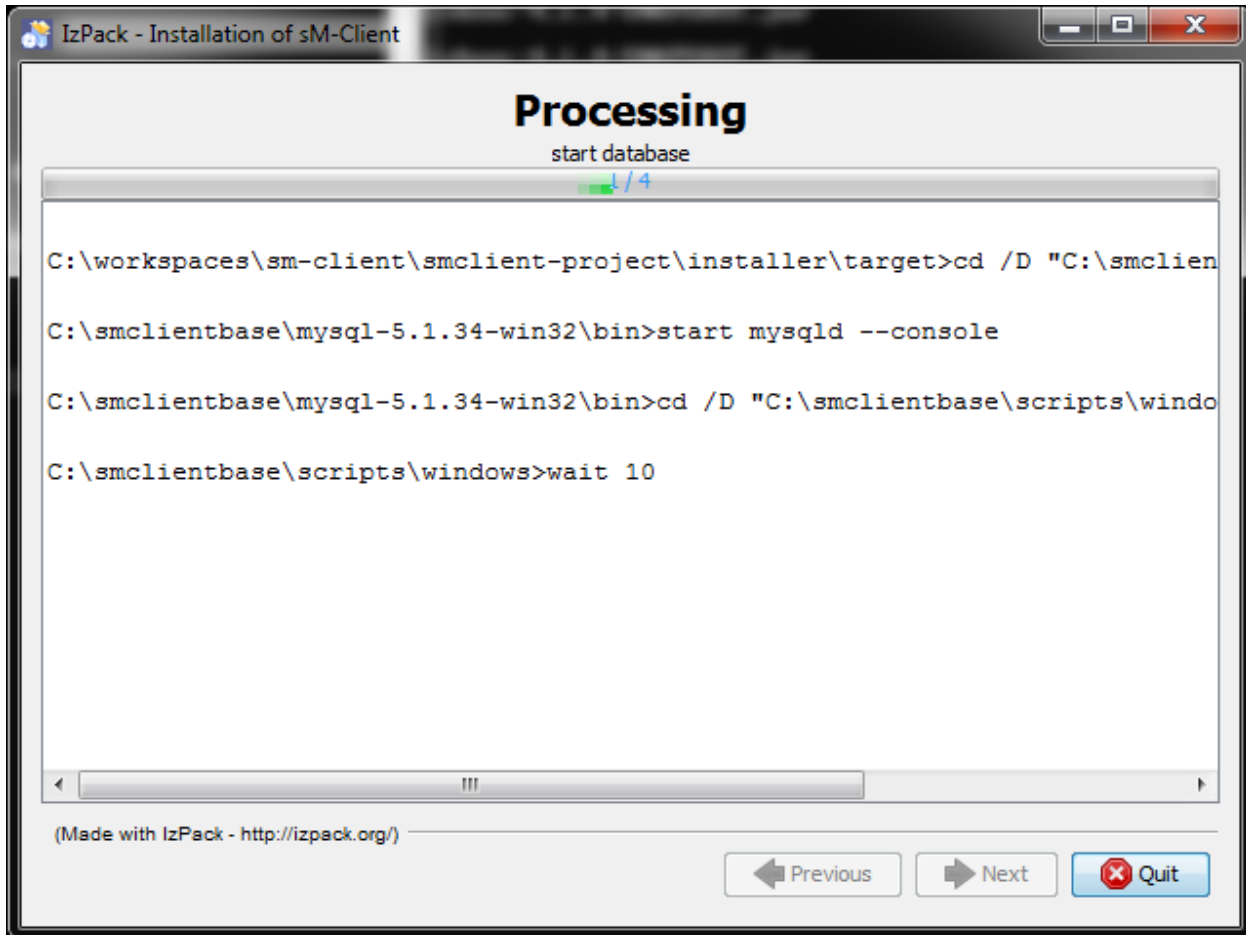 IzPack - Installation of sM-Client
Processing
start database
1 / 4
C:\workspaces\sm-client\smclient-project\installer\target>cd /D "C:\smclien
C:\smclientbase\mysql-5.1.34-win32\bin>start mysqld --console
C:\smclientbase\mysql-5.1.34-win32\bin>cd /D "C:\smclientbase\scripts\windo
C:\smclientbase\scripts\windows>wait 10
(Made with IzPack - http://izpack.org/)
Previous
Next
Quit